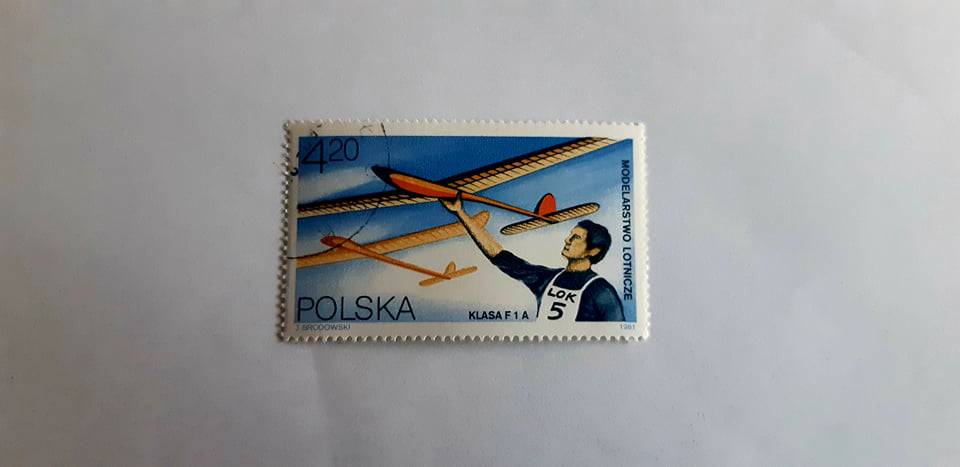 4.20
MODELARSTWO LOTNICZE
LOK
5
POLSKA
KLASA F 1 A
J. BRODOWSKI
1981